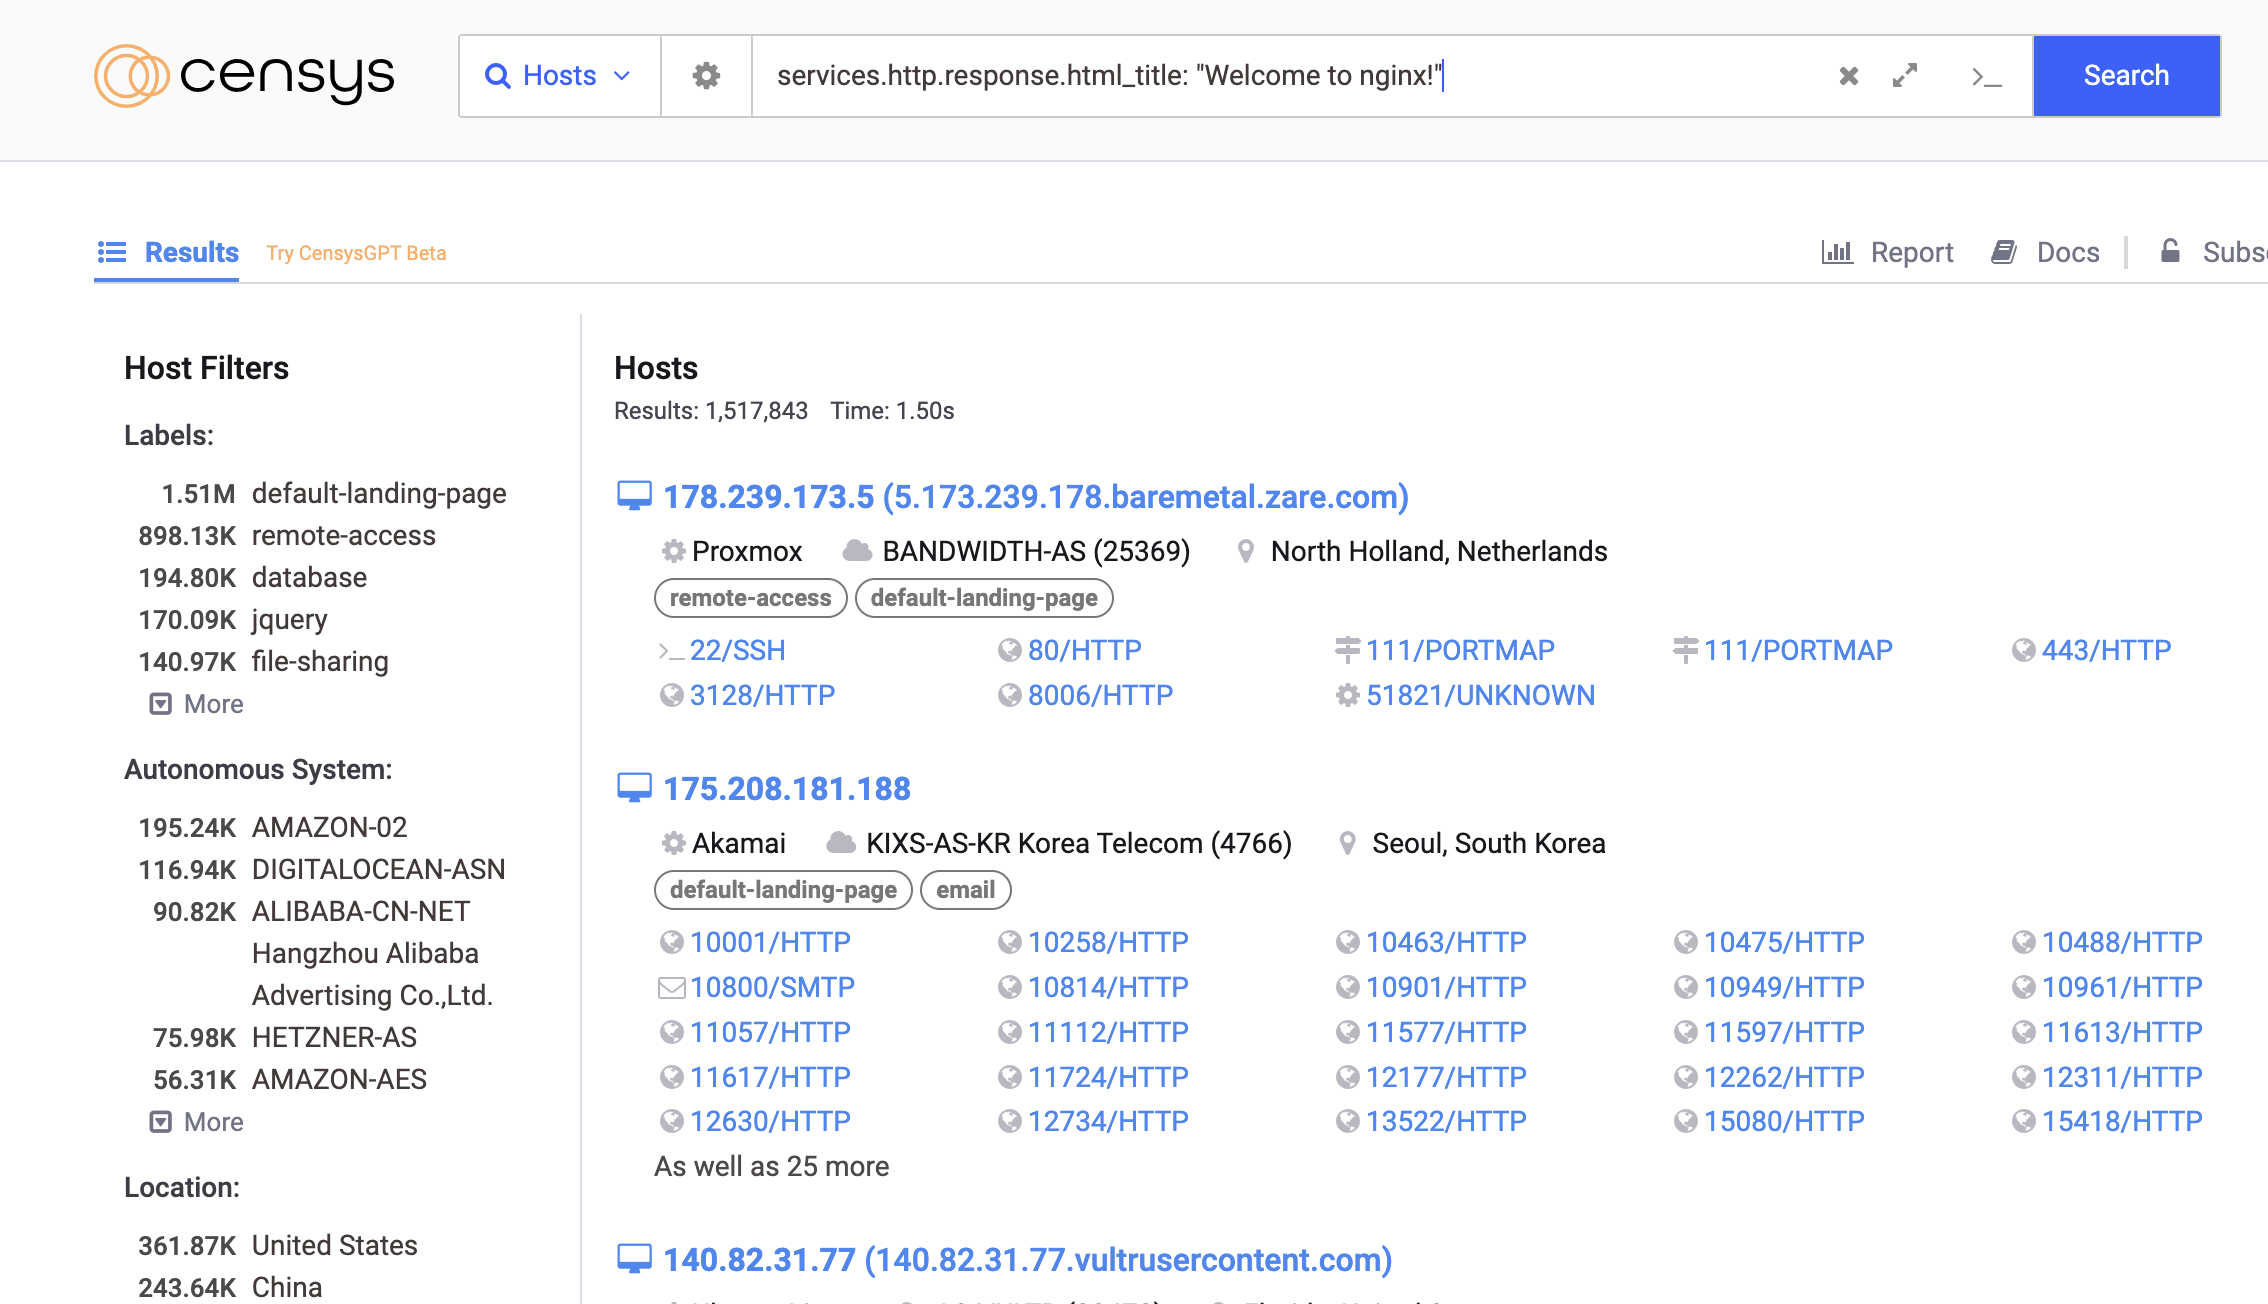 censys
Hosts
services.http.response.html_title: "Welcome to nginx!"
>_
Search
Results
Try CensysGPT Beta
Report
Docs
Subs
Host Filters
Labels:
1.51M default-landing-page
898.13K remote-access
194.80K database
170.09K jquery
140.97K file-sharing
More
Autonomous System:
195.24K AMAZON-02
116.94K DIGITALOCEAN-ASN
90.82K ALIBABA-CN-NET
Hangzhou Alibaba
Advertising Co.,Ltd.
75.98K HETZNER-AS
56.31K AMAZON-AES
More
Location:
361.87K United States
243.64K China
Hosts
Results: 1,517,843 Time: 1.50s
178.239.173.5 (5.173.239.178.baremetal.zare.com)
Proxmox BANDWIDTH-AS (25369) North Holland, Netherlands
remote-access default-landing-page
22/SSH 80/HTTP 111/PORTMAP 111/PORTMAP 443/HTTP
3128/HTTP 8006/HTTP 51821/UNKNOWN
175.208.181.188
Akamai KIXS-AS-KR Korea Telecom (4766) Seoul, South Korea
default-landing-page email
10001/HTTP 10258/HTTP 10463/HTTP 10475/HTTP 10488/HTTP
10800/SMTP 10814/HTTP 10901/HTTP 10949/HTTP 10961/HTTP
11057/HTTP 11112/HTTP 11577/HTTP 11597/HTTP 11613/HTTP
11617/HTTP 11724/HTTP 12177/HTTP 12262/HTTP 12311/HTTP
12630/HTTP 12734/HTTP 13522/HTTP 15080/HTTP 15418/HTTP
As well as 25 more
140.82.31.77 (140.82.31.77.vultrusercontent.com)